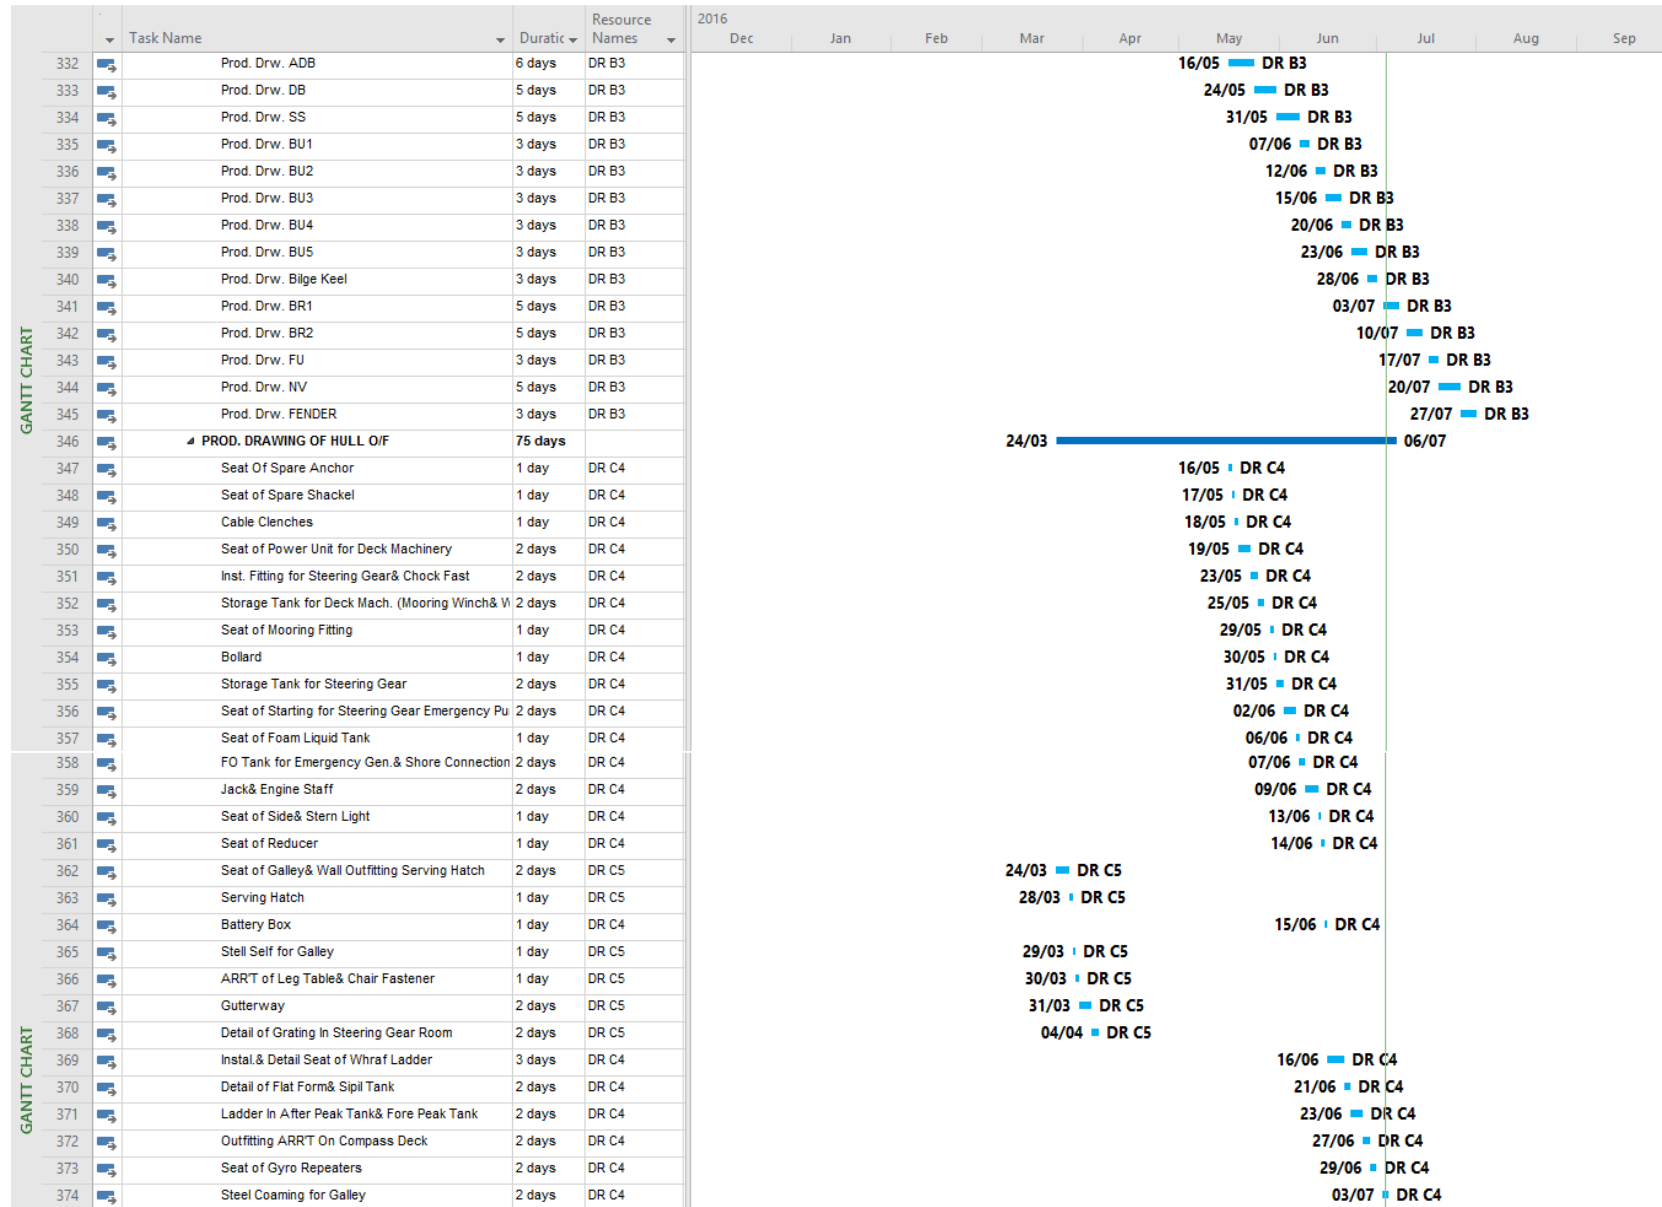 Task Name Duratic Resource Names 2016 Dec Jan Feb Mar Apr May Jun Jul Aug Sep
GANTT CHART
332 Prod. Drw. ADB 6 days DR B3 16/05 DR B3
333 Prod. Drw. DB 5 days DR B3 24/05 DR B3
334 Prod. Drw. SS 5 days DR B3 31/05 DR B3
335 Prod. Drw. BU1 3 days DR B3 07/06 DR B3
336 Prod. Drw. BU2 3 days DR B3 12/06 DR B3
337 Prod. Drw. BU3 3 days DR B3 15/06 DR B3
338 Prod. Drw. BU4 3 days DR B3 20/06 DR B3
339 Prod. Drw. BU5 3 days DR B3 23/06 DR B3
340 Prod. Drw. Bilge Keel 3 days DR B3 28/06 DR B3
341 Prod. Drw. BR1 5 days DR B3 03/07 DR B3
342 Prod. Drw. BR2 5 days DR B3 10/07 DR B3
343 Prod. Drw. FU 3 days DR B3 17/07 DR B3
344 Prod. Drw. NV 5 days DR B3 20/07 DR B3
345 Prod. Drw. FENDER 3 days DR B3 27/07 DR B3
346 PROD. DRAWING OF HULL O/F 75 days 24/03 06/07
347 Seat Of Spare Anchor 1 day DR C4 16/05 DR C4
348 Seat of Spare Shackel 1 day DR C4 17/05 DR C4
349 Cable Clenches 1 day DR C4 18/05 DR C4
350 Seat of Power Unit for Deck Machinery 2 days DR C4 19/05 DR C4
351 Inst. Fitting for Steering Gear& Chock Fast 2 days DR C4 23/05 DR C4
352 Storage Tank for Deck Mach. (Mooring Winch& W 2 days DR C4 25/05 DR C4
353 Seat of Mooring Fitting 1 day DR C4 29/05 DR C4
354 Bollard 1 day DR C4 30/05 DR C4
355 Storage Tank for Steering Gear 2 days DR C4 31/05 DR C4
356 Seat of Starting for Steering Gear Emergency Pu 2 days DR C4 02/06 DR C4
357 Seat of Foam Liquid Tank 1 day DR C4 06/06 DR C4
GANTT CHART
358 FO Tank for Emergency Gen.& Shore Connection 2 days DR C4 07/06 DR C4
359 Jack& Engine Staff 2 days DR C4 09/06 DR C4
360 Seat of Side& Stern Light 1 day DR C4 13/06 DR C4
361 Seat of Reducer 1 day DR C4 14/06 DR C4
362 Seat of Galley& Wall Outfitting Serving Hatch 2 days DR C5 24/03 DR C5
363 Serving Hatch 1 day DR C5 28/03 DR C5
364 Battery Box 1 day DR C4 15/06 DR C4
365 Stell Self for Galley 1 day DR C5 29/03 DR C5
366 ARR'T of Leg Table& Chair Fastener 1 day DR C5 30/03 DR C5
367 Gutterway 2 days DR C5 31/03 DR C5
368 Detail of Grating In Steering Gear Room 2 days DR C5 04/04 DR C5
369 Instal.& Detail Seat of Whraf Ladder 3 days DR C4 16/06 DR C4
370 Detail of Flat Form& Sipil Tank 2 days DR C4 21/06 DR C4
371 Ladder In After Peak Tank& Fore Peak Tank 2 days DR C4 23/06 DR C4
372 Outfitting ARR'T On Compass Deck 2 days DR C4 27/06 DR C4
373 Seat of Gyro Repeaters 2 days DR C4 29/06 DR C4
374 Steel Coaming for Galley 2 days DR C4 03/07 DR C4